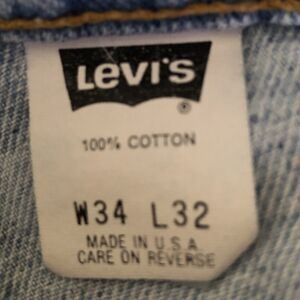 Levi's
®
100% COTTON
W34 L32
MADE IN U.S.A.
CARE ON REVERSE